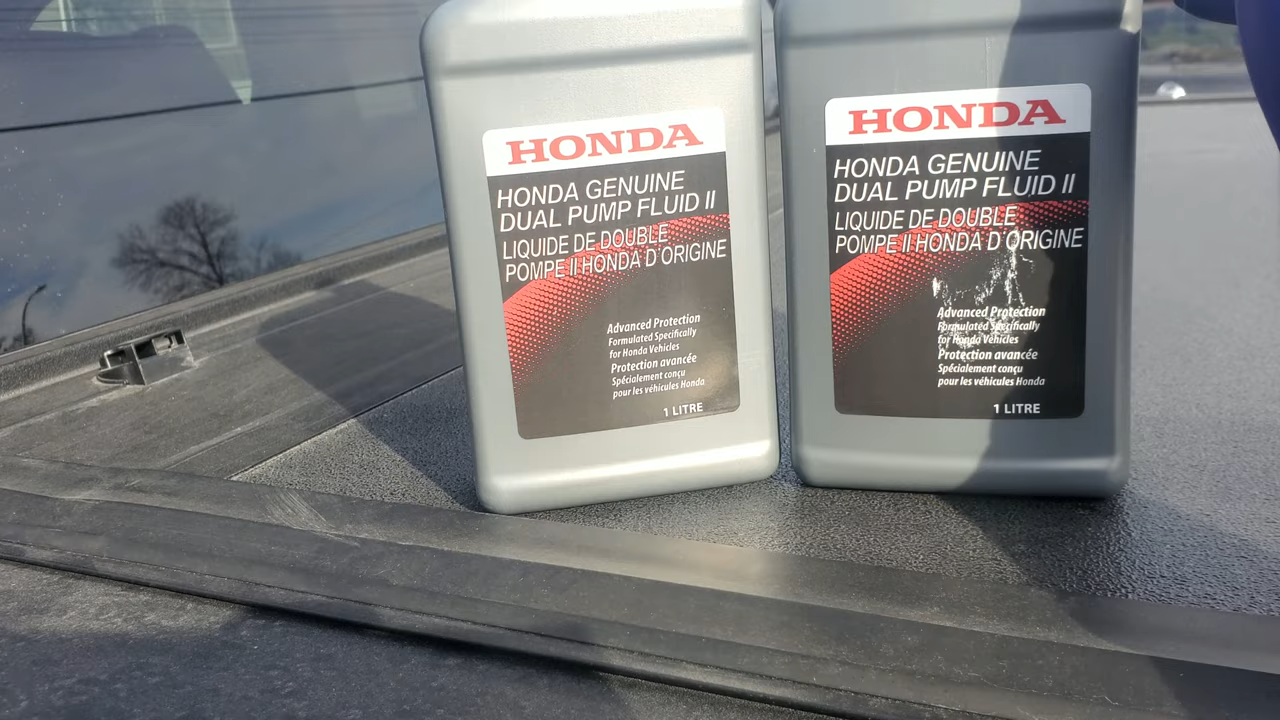 HONDA
HONDA GENUINE
DUAL PUMP FLUID II
LIQUIDE DE DOUBLE
POMPE II HONDA D'ORIGINE
Advanced Protection
Formulated Specifically
for Honda Vehicles
Protection avancée
Spécialement conçu
pour les véhicules Honda
1 LITRE
HONDA
HONDA GENUINE
DUAL PUMP FLUID II
LIQUIDE DE DOUBLE
POMPE II HONDA D'ORIGINE
Advanced Protection
Formulated Specifically
for Honda Vehicles
Protection avancée
Spécialement conçu
pour les véhicules Honda
1 LITRE